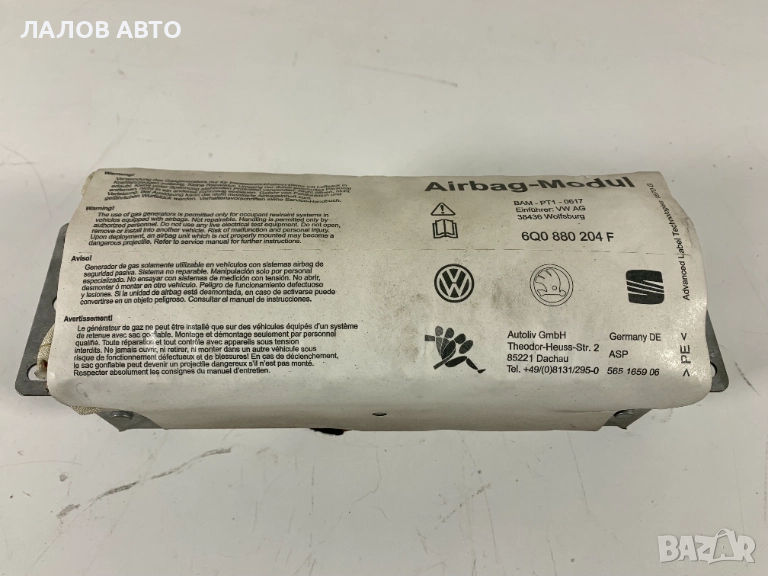 ЛАЛОВ АВТО
Warnung!
Warning!
The use of gas generators is permitted only for occupant restraint systems in
vehicles equipped with airbags. Not repairable. Handling is permitted only by
authorized personnel. Do not use any live electrical test equipment. Do not open,
remove or install into another vehicle. Risk of malfunction and personal injury.
Upon deployment, an airbag unit which is not properly mounted may become a
dangerous projectile. Refer to service manual for further instructions.
Aviso!
Generador de gas solamente utilizable en vehículos con sistemas airbag de
seguridad pasiva. Sistema no reparable. Manipulación solo por personal
especializado. No ensayar con sistemas de medición con tensión. No abrir,
desmontar ó montar en otro vehículo. Peligro de funcionamiento defectuoso
y lesiones. Si la unidad de airbag está desmontada, en caso de activarse puede
convertirse en un objeto peligroso. Consultar el manual de instrucciones.
Avertissement!
Le générateur de gaz ne peut être installé que sur des véhicules équipés d'un système
de retenue avec sac gonflable. Montage et démontage seulement par personnel
qualifié. Toute réparation et tout contrôle avec appareils sous tension
interdits. Ne jamais ouvrir, ni retirer, ni monter dans un autre véhicule: risque
de fonctionnement défectueux et de blessures! En cas de déclenchement,
le sac gonflable peut devenir un projectile dangereux s'il n'est pas monté.
Respecter absolument les consignes du manuel d'entretien.
Airbag-Modul
BAM - PT1 - 0617
Einführer: VW AG
38436 Wolfsburg
6Q0 880 204 F
Autoliv GmbH
Theodor-Heuss-Str. 2
85221 Dachau
Tel. +49/(0)8131/295-0
Germany DE
ASP
565 1659 06
> PE <
Advanced Label Technologies
BAZAR
bg